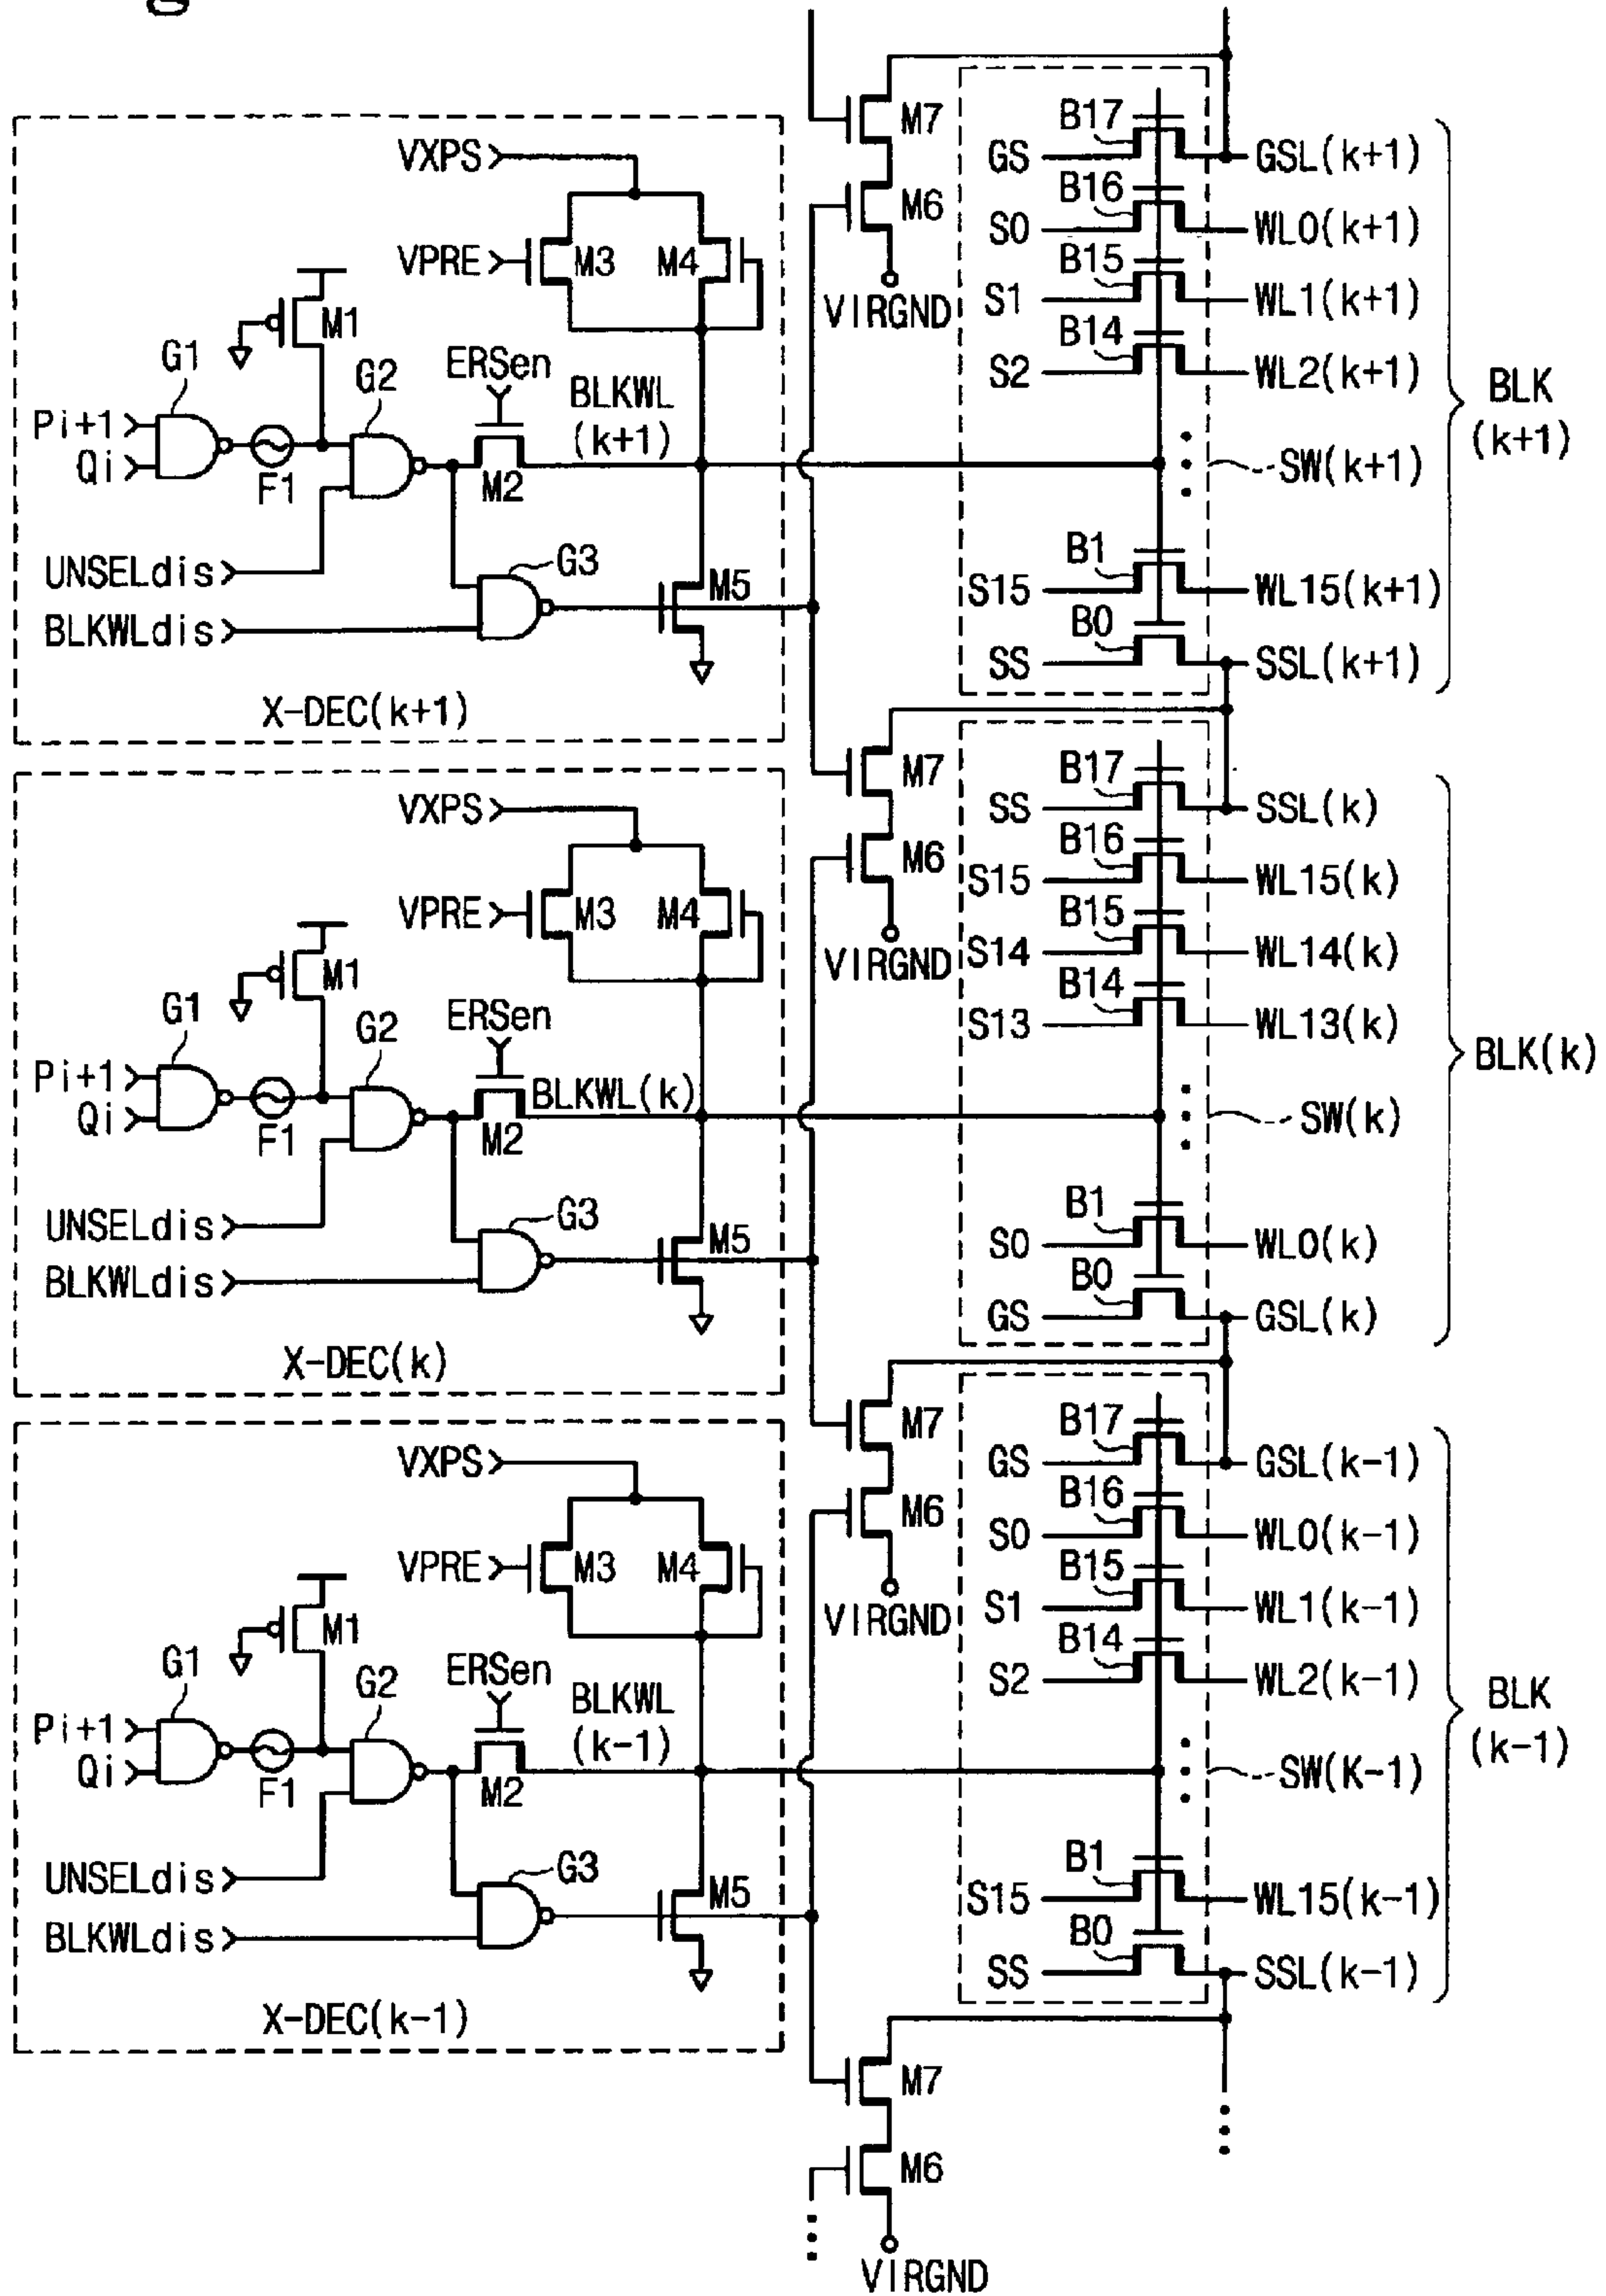 g
VXPS
VPRE
M3
M4
M1
G1
Pi+1
Qi
F1
G2
ERSen
M2
BLKWL
(k+1)
UNSELdis
BLKWLdis
G3
M5
X-DEC(k+1)
M7
M6
VIRGND
GS B17 GSL(k+1)
S0 B16 WL0(k+1)
S1 B15 WL1(k+1)
S2 B14 WL2(k+1)
SW(k+1)
S15 B1 WL15(k+1)
SS B0 SSL(k+1)
BLK
(k+1)
VXPS
VPRE
M3
M4
M1
G1
Pi+1
Qi
F1
G2
ERSen
M2
BLKWL(k)
UNSELdis
BLKWLdis
G3
M5
X-DEC(k)
M7
M6
VIRGND
SS B17 SSL(k)
S15 B16 WL15(k)
S14 B15 WL14(k)
S13 B14 WL13(k)
SW(k)
S0 B1 WL0(k)
GS B0 GSL(k)
BLK(k)
VXPS
VPRE
M3
M4
M1
G1
Pi+1
Qi
F1
G2
ERSen
M2
BLKWL
(k-1)
UNSELdis
BLKWLdis
G3
M5
X-DEC(k-1)
M7
M6
VIRGND
GS B17 GSL(k-1)
S0 B16 WL0(k-1)
S1 B15 WL1(k-1)
S2 B14 WL2(k-1)
SW(K-1)
S15 B1 WL15(k-1)
SS B0 SSL(k-1)
BLK
(k-1)
M7
M6
VIRGND